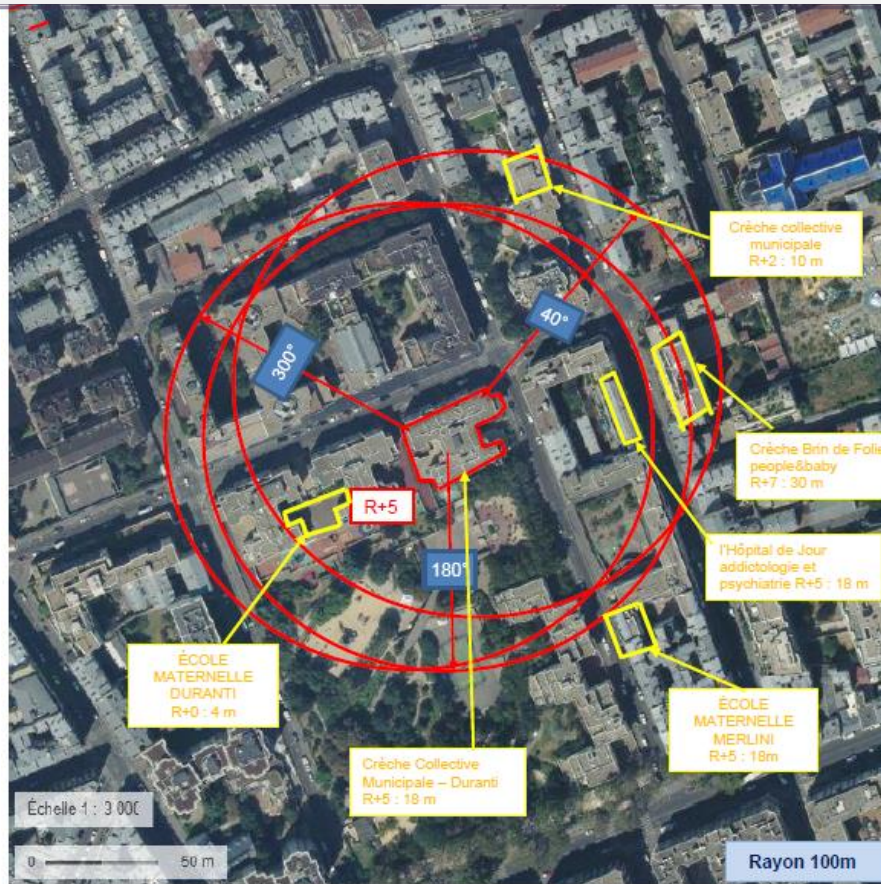 Crèche collective
municipale
R+2 : 10 m
40°
300°
Crèche Brin de Folie
people&baby
R+7 : 30 m
R+5
l'Hôpital de Jour
addictologie et
psychiatrie R+5 : 18 m
180°
ÉCOLE
MATERNELLE
DURANTI
R+0 : 4 m
ÉCOLE
MATERNELLE
MERLINI
R+5 : 18m
Crèche Collective
Municipale – Duranti
R+5 : 18 m
Échelle 1 : 3 000
0 50 m
Rayon 100m